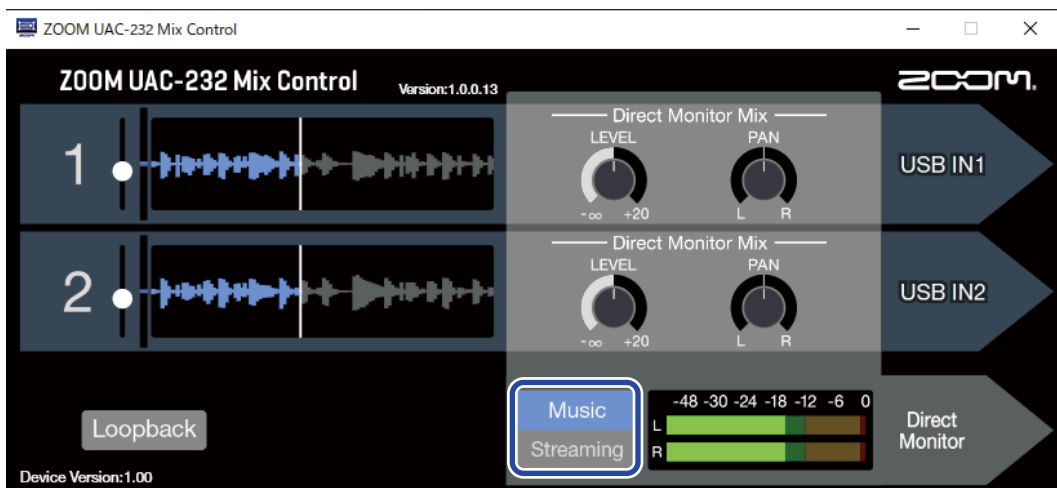 ZOOM UAC-232 Mix Control
ZOOM UAC-232 Mix Control
Version:1.0.0.13
ZOOM
1
Direct Monitor Mix
LEVEL PAN
-∞ +20 L R
USB IN1
2
Direct Monitor Mix
LEVEL PAN
-∞ +20 L R
USB IN2
Loopback
Music
Streaming
-48 -30 -24 -18 -12 -6 0
L
R
Direct
Monitor
Device Version:1.00